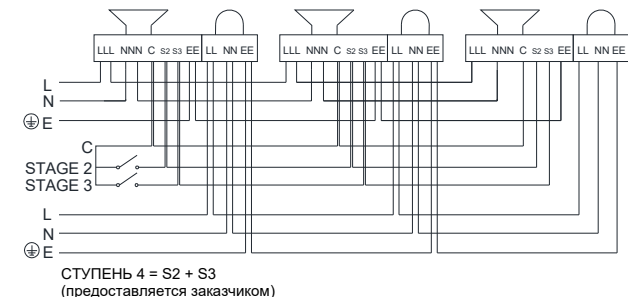 LLL NNN C S2 S3 EE LL NN EE LLL NNN C S2 S3 EE LL NN EE LLL NNN C S2 S3 EE LL NN EE
L
N
E
C
STAGE 2
STAGE 3
L
N
E
СТУПЕНЬ 4 = S2 + S3
(предоставляется заказчиком)